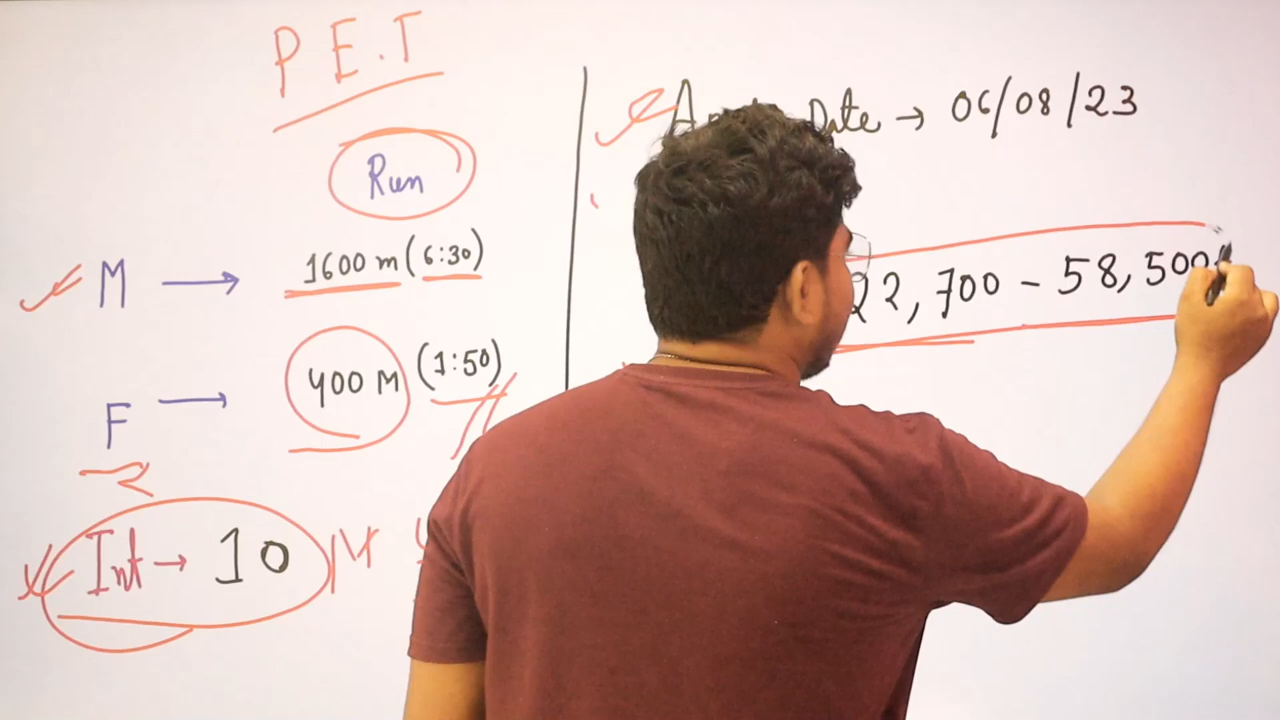 P E.T
Run
M → 1600 m (6:30)
F → 400 M (1:50)
Int → 10 M
Date → 06/08/23
22,700 - 58,500